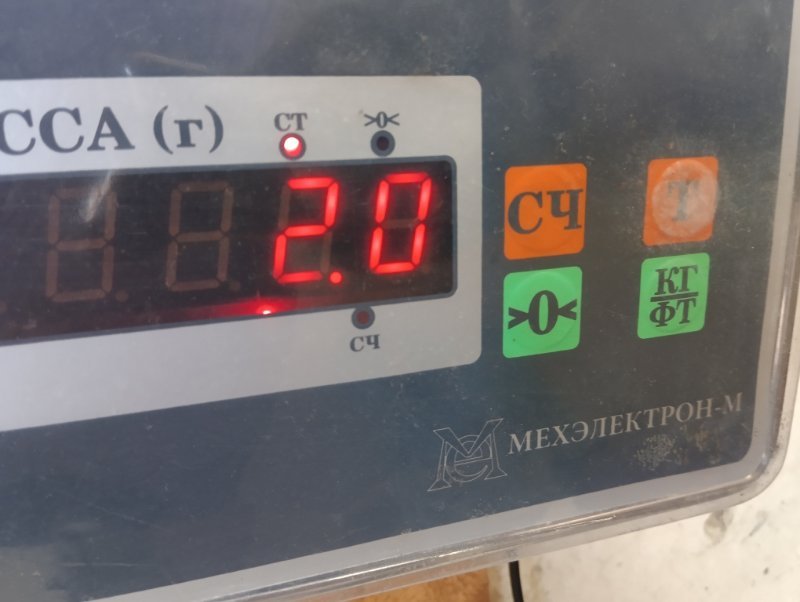 ССА (г)
СТ
>0<
2.0
СЧ
Т
>0<
КГ
ФТ
СЧ
МЕХЭЛЕКТРОН-М